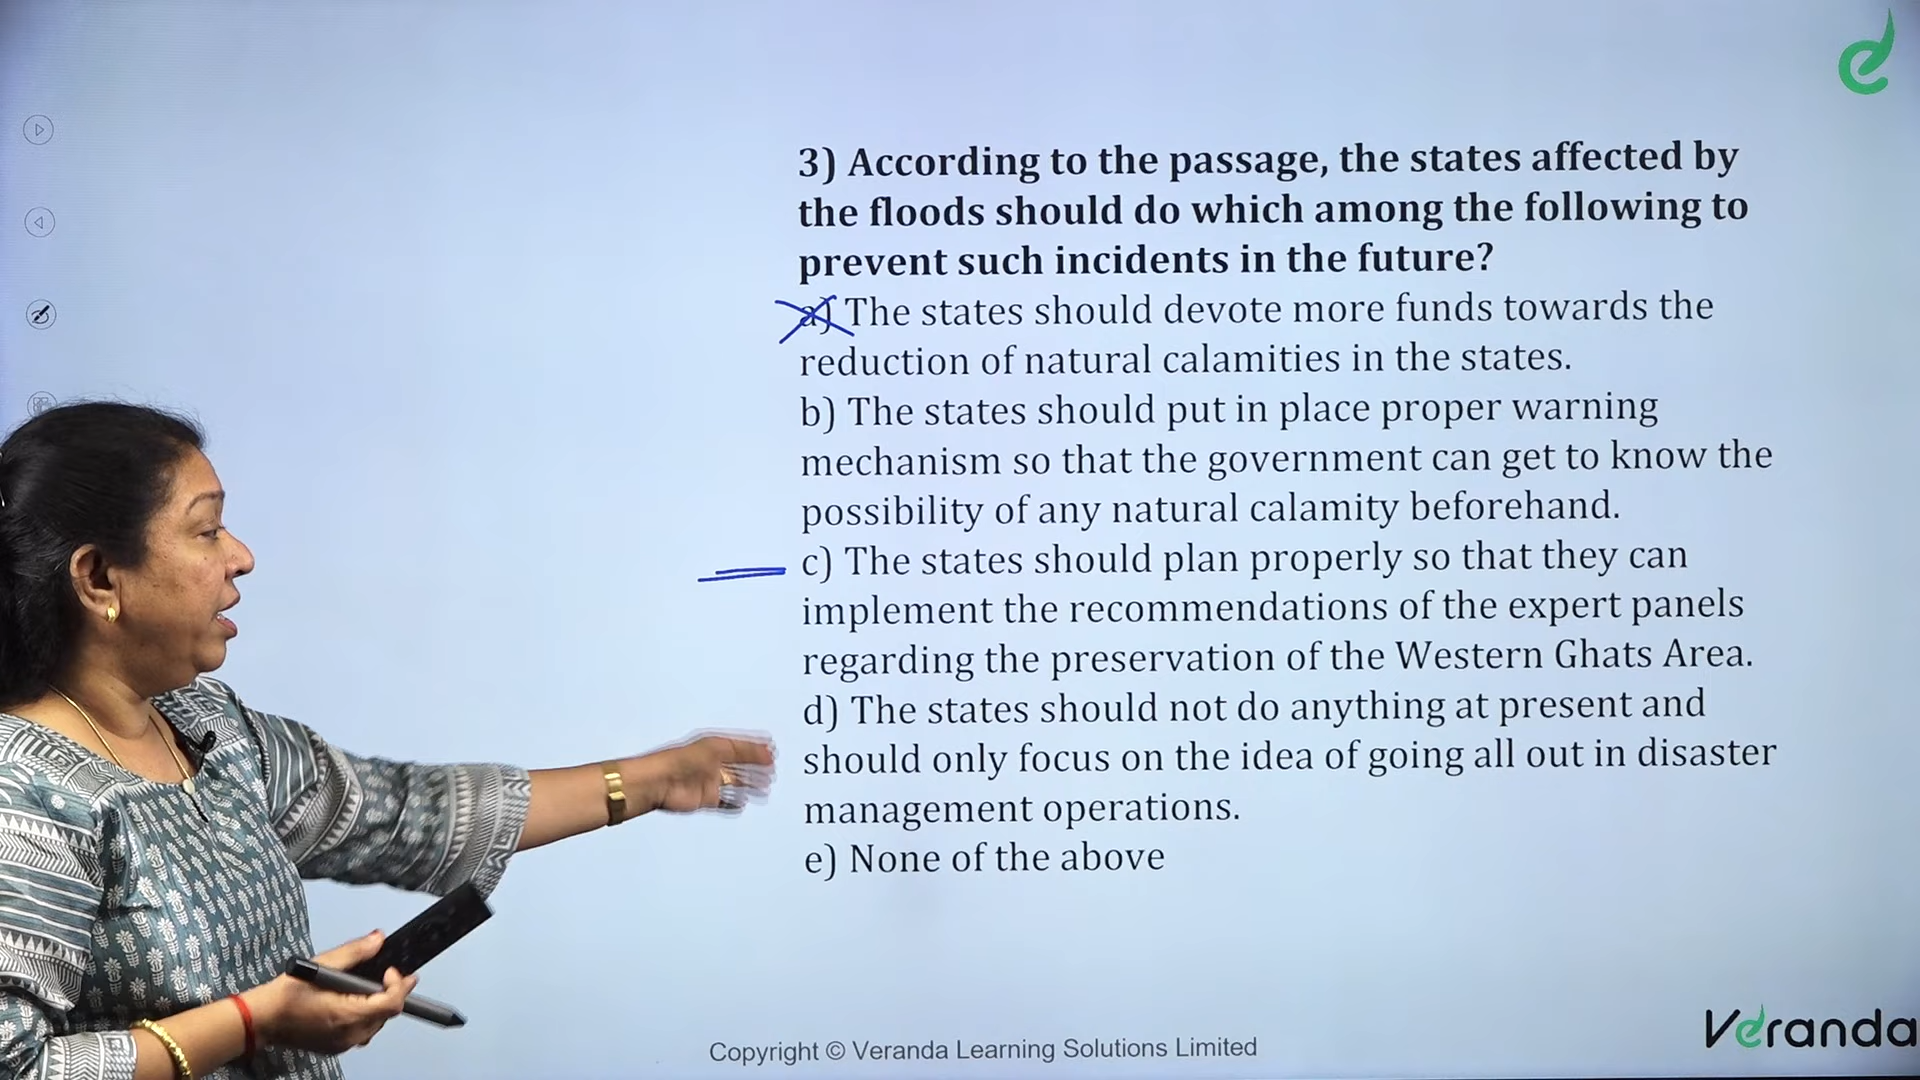 3) According to the passage, the states affected by
the floods should do which among the following to
prevent such incidents in the future?
a) The states should devote more funds towards the
reduction of natural calamities in the states.
b) The states should put in place proper warning
mechanism so that the government can get to know the
possibility of any natural calamity beforehand.
c) The states should plan properly so that they can
implement the recommendations of the expert panels
regarding the preservation of the Western Ghats Area.
d) The states should not do anything at present and
should only focus on the idea of going all out in disaster
management operations.
e) None of the above
Veranda
Copyright © Veranda Learning Solutions Limited